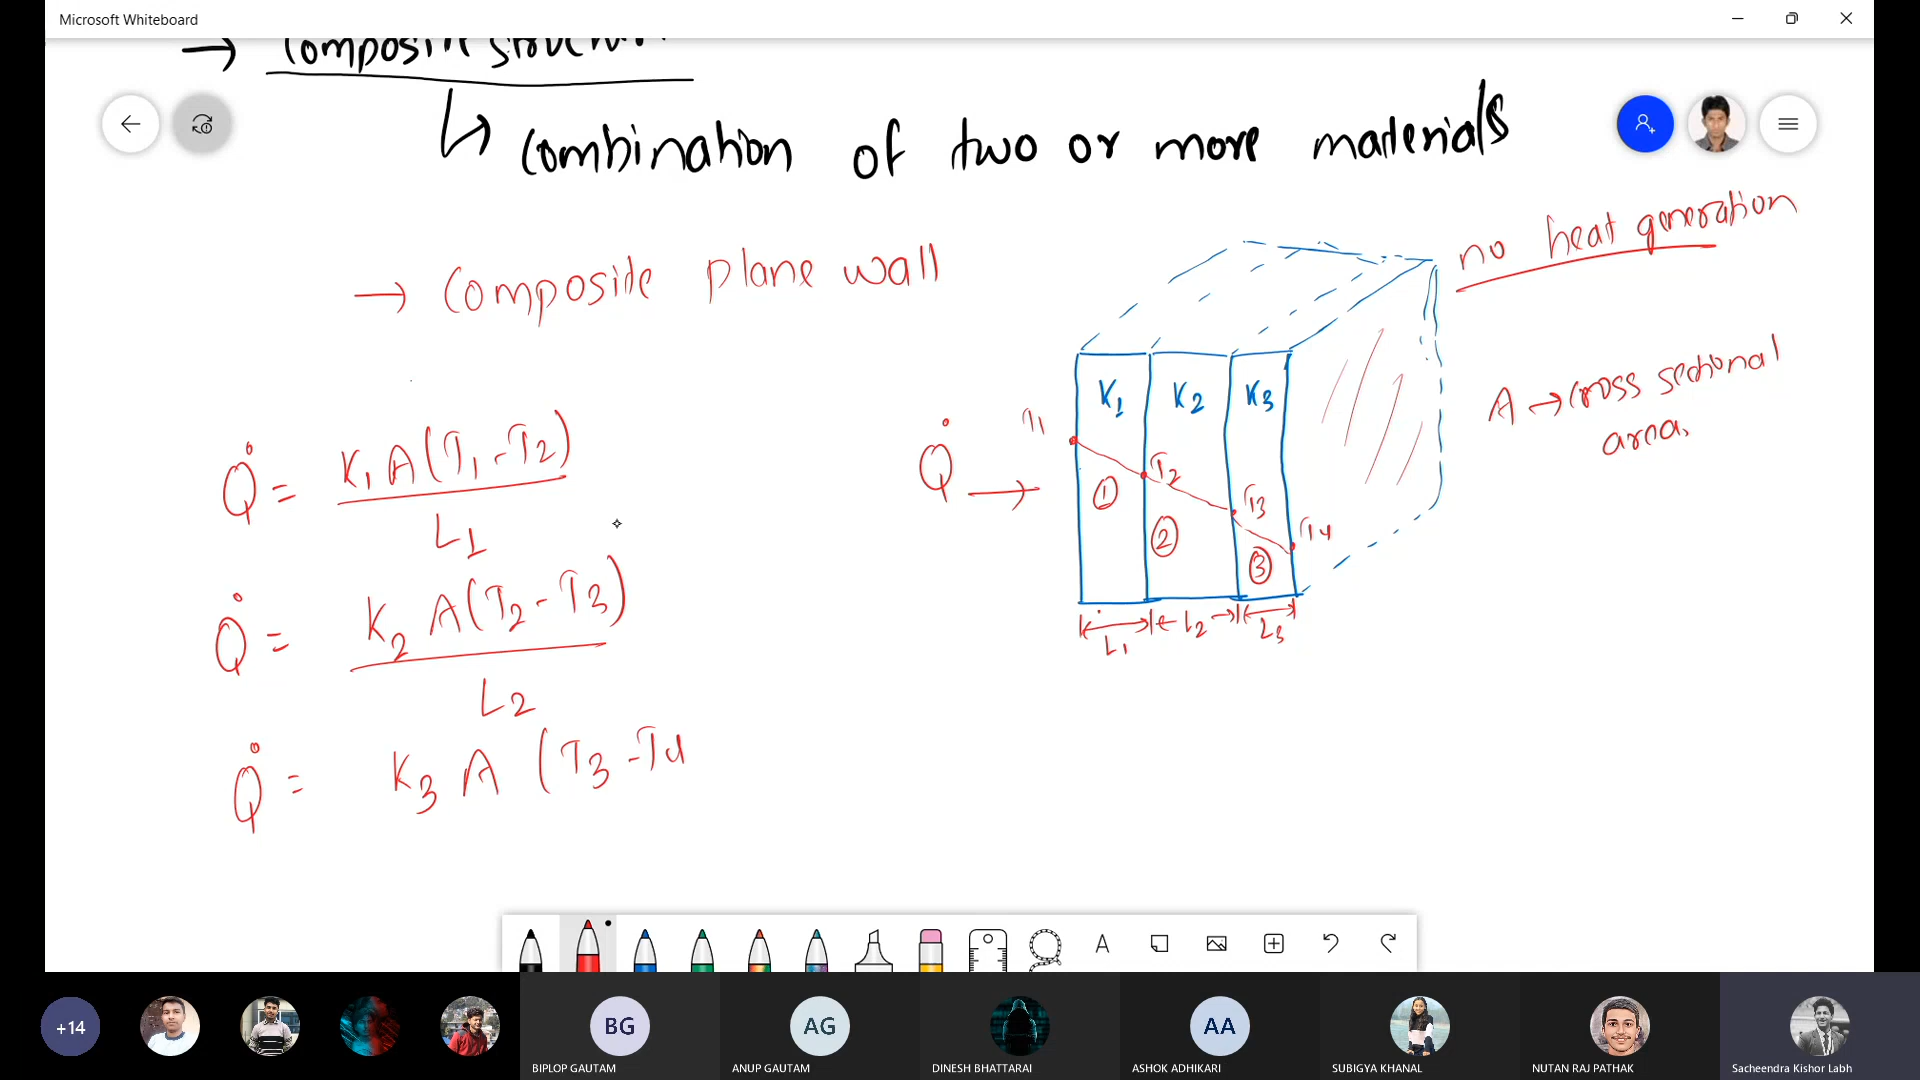 Microsoft Whiteboard
→ Composite structure
↳ Combination of two or more materials
no heat generation
→ Composite plane wall
K1 K2 K3
A → Cross sectional
area.
T1
Q̇ = K1 A (T1 - T2)
L1
Q̇ →
T2
T3
T4
① ② ③
Q̇ = K2 A (T2 - T3)
L2
L1 L2 L3
Q̇ = K3 A (T3 - T4
A
+14
BG AG AA
BIPLOP GAUTAM ANUP GAUTAM DINESH BHATTARAI ASHOK ADHIKARI SUBIGYA KHANAL NUTAN RAJ PATHAK Sacheendra Kishor Labh